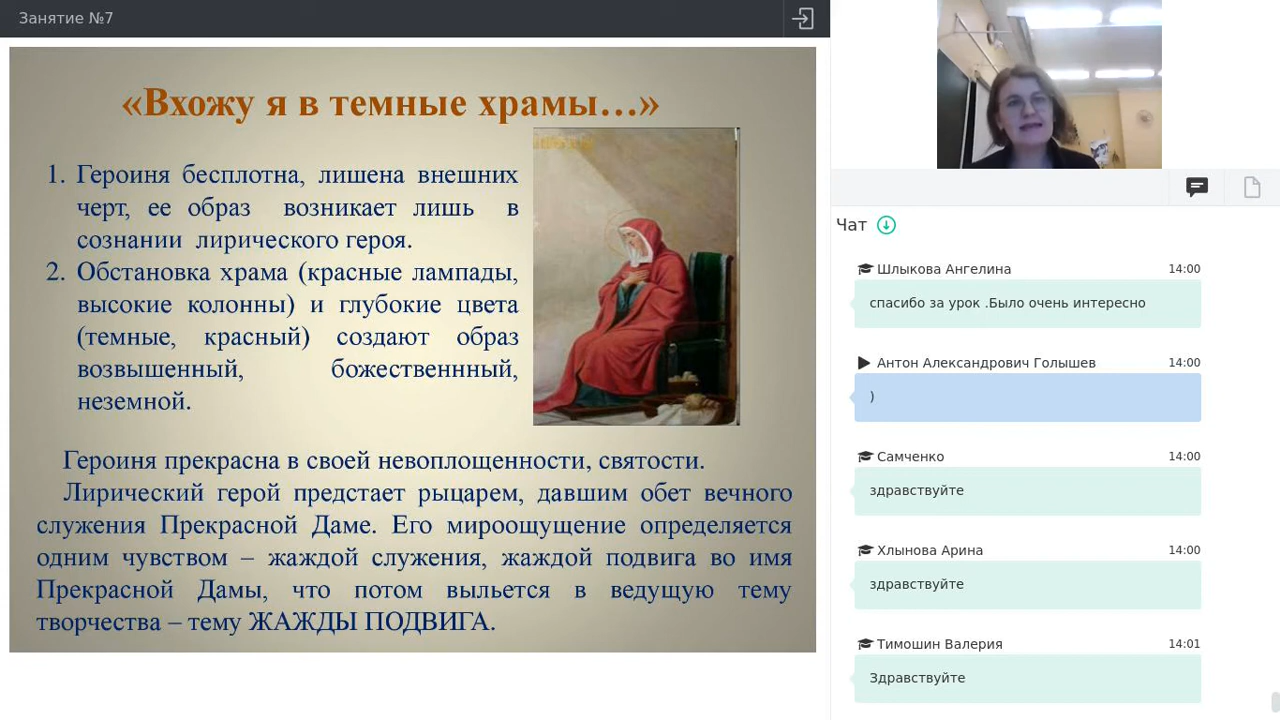 Занятие №7
«Вхожу я в темные храмы…»
1. Героиня бесплотна, лишена внешних
черт, ее образ возникает лишь в
сознании лирического героя.
2. Обстановка храма (красные лампады,
высокие колонны) и глубокие цвета
(темные, красный) создают образ
возвышенный, божественнный,
неземной.
Героиня прекрасна в своей невоплощенности, святости.
Лирический герой предстает рыцарем, давшим обет вечного
служения Прекрасной Даме. Его мироощущение определяется
одним чувством – жаждой служения, жаждой подвига во имя
Прекрасной Дамы, что потом выльется в ведущую тему
творчества – тему ЖАЖДЫ ПОДВИГА.
Чат
Шлыкова Ангелина 14:00
спасибо за урок .Было очень интересно
Антон Александрович Голышев 14:00
)
Самченко 14:00
здравствуйте
Хлынова Арина 14:00
здравствуйте
Тимошин Валерия 14:01
Здравствуйте